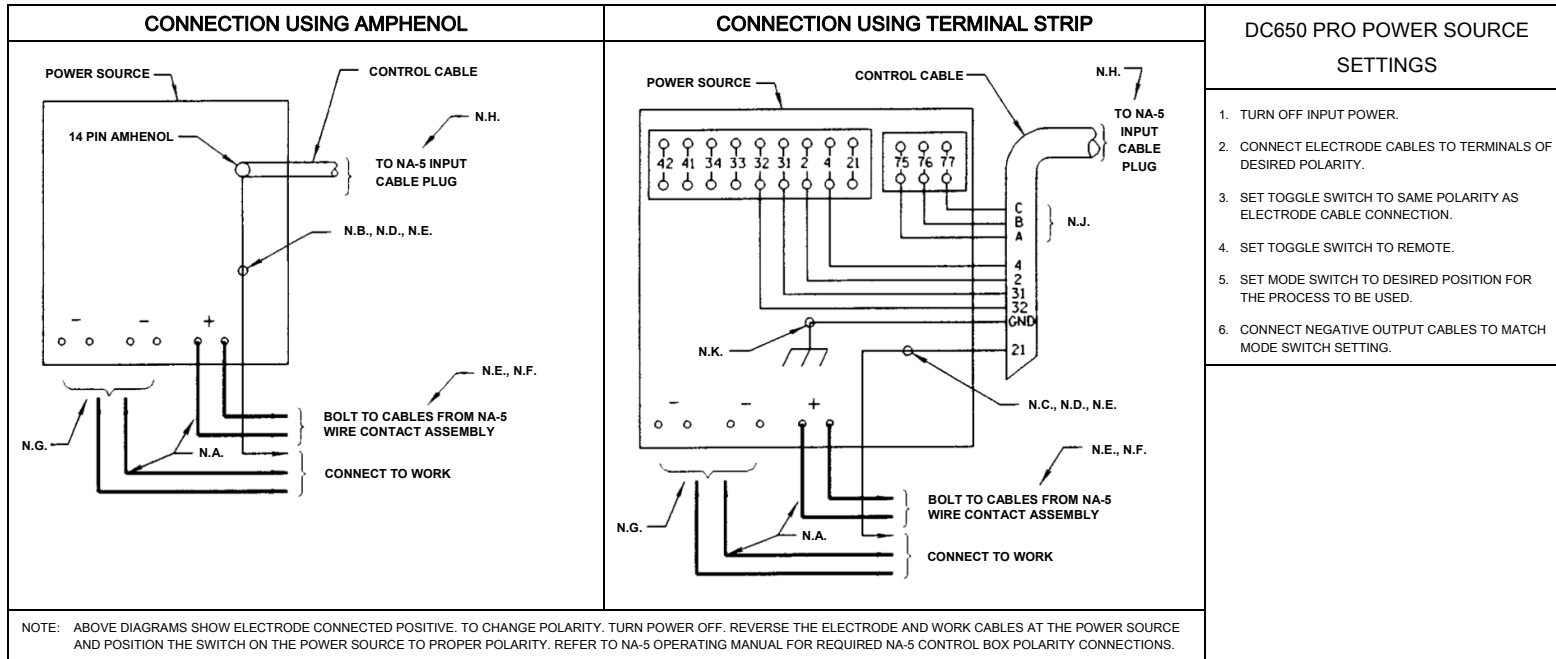 CONNECTION USING AMPHENOL
POWER SOURCE
CONTROL CABLE
N.H.
14 PIN AMHENOL
TO NA-5 INPUT
CABLE PLUG
N.B., N.D., N.E.
- - +
N.E., N.F.
BOLT TO CABLES FROM NA-5
WIRE CONTACT ASSEMBLY
N.G.
N.A.
CONNECT TO WORK
CONNECTION USING TERMINAL STRIP
POWER SOURCE
CONTROL CABLE
N.H.
TO NA-5
INPUT
CABLE
PLUG
42 41 34 33 32 31 2 4 21
75 76 77
C
B
A
N.J.
4
2
31
32
GND
21
N.K.
N.C., N.D., N.E.
- - +
N.E., N.F.
BOLT TO CABLES FROM NA-5
WIRE CONTACT ASSEMBLY
N.G.
N.A.
CONNECT TO WORK
DC650 PRO POWER SOURCE
SETTINGS
1. TURN OFF INPUT POWER.
2. CONNECT ELECTRODE CABLES TO TERMINALS OF
DESIRED POLARITY.
3. SET TOGGLE SWITCH TO SAME POLARITY AS
ELECTRODE CABLE CONNECTION.
4. SET TOGGLE SWITCH TO REMOTE.
5. SET MODE SWITCH TO DESIRED POSITION FOR
THE PROCESS TO BE USED.
6. CONNECT NEGATIVE OUTPUT CABLES TO MATCH
MODE SWITCH SETTING.
NOTE: ABOVE DIAGRAMS SHOW ELECTRODE CONNECTED POSITIVE. TO CHANGE POLARITY. TURN POWER OFF. REVERSE THE ELECTRODE AND WORK CABLES AT THE POWER SOURCE
AND POSITION THE SWITCH ON THE POWER SOURCE TO PROPER POLARITY. REFER TO NA-5 OPERATING MANUAL FOR REQUIRED NA-5 CONTROL BOX POLARITY CONNECTIONS.